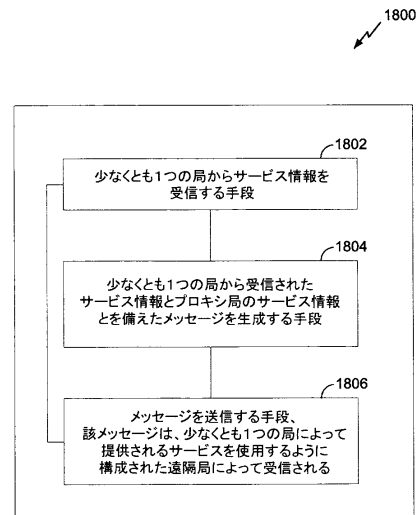 1800
1802
少なくとも1つの局からサービス情報を
受信する手段
1804
少なくとも1つの局から受信された
サービス情報とプロキシ局のサービス情報
とを備えたメッセージを生成する手段
1806
メッセージを送信する手段、
該メッセージは、少なくとも1つの局によって
提供されるサービスを使用するように
構成された遠隔局によって受信される